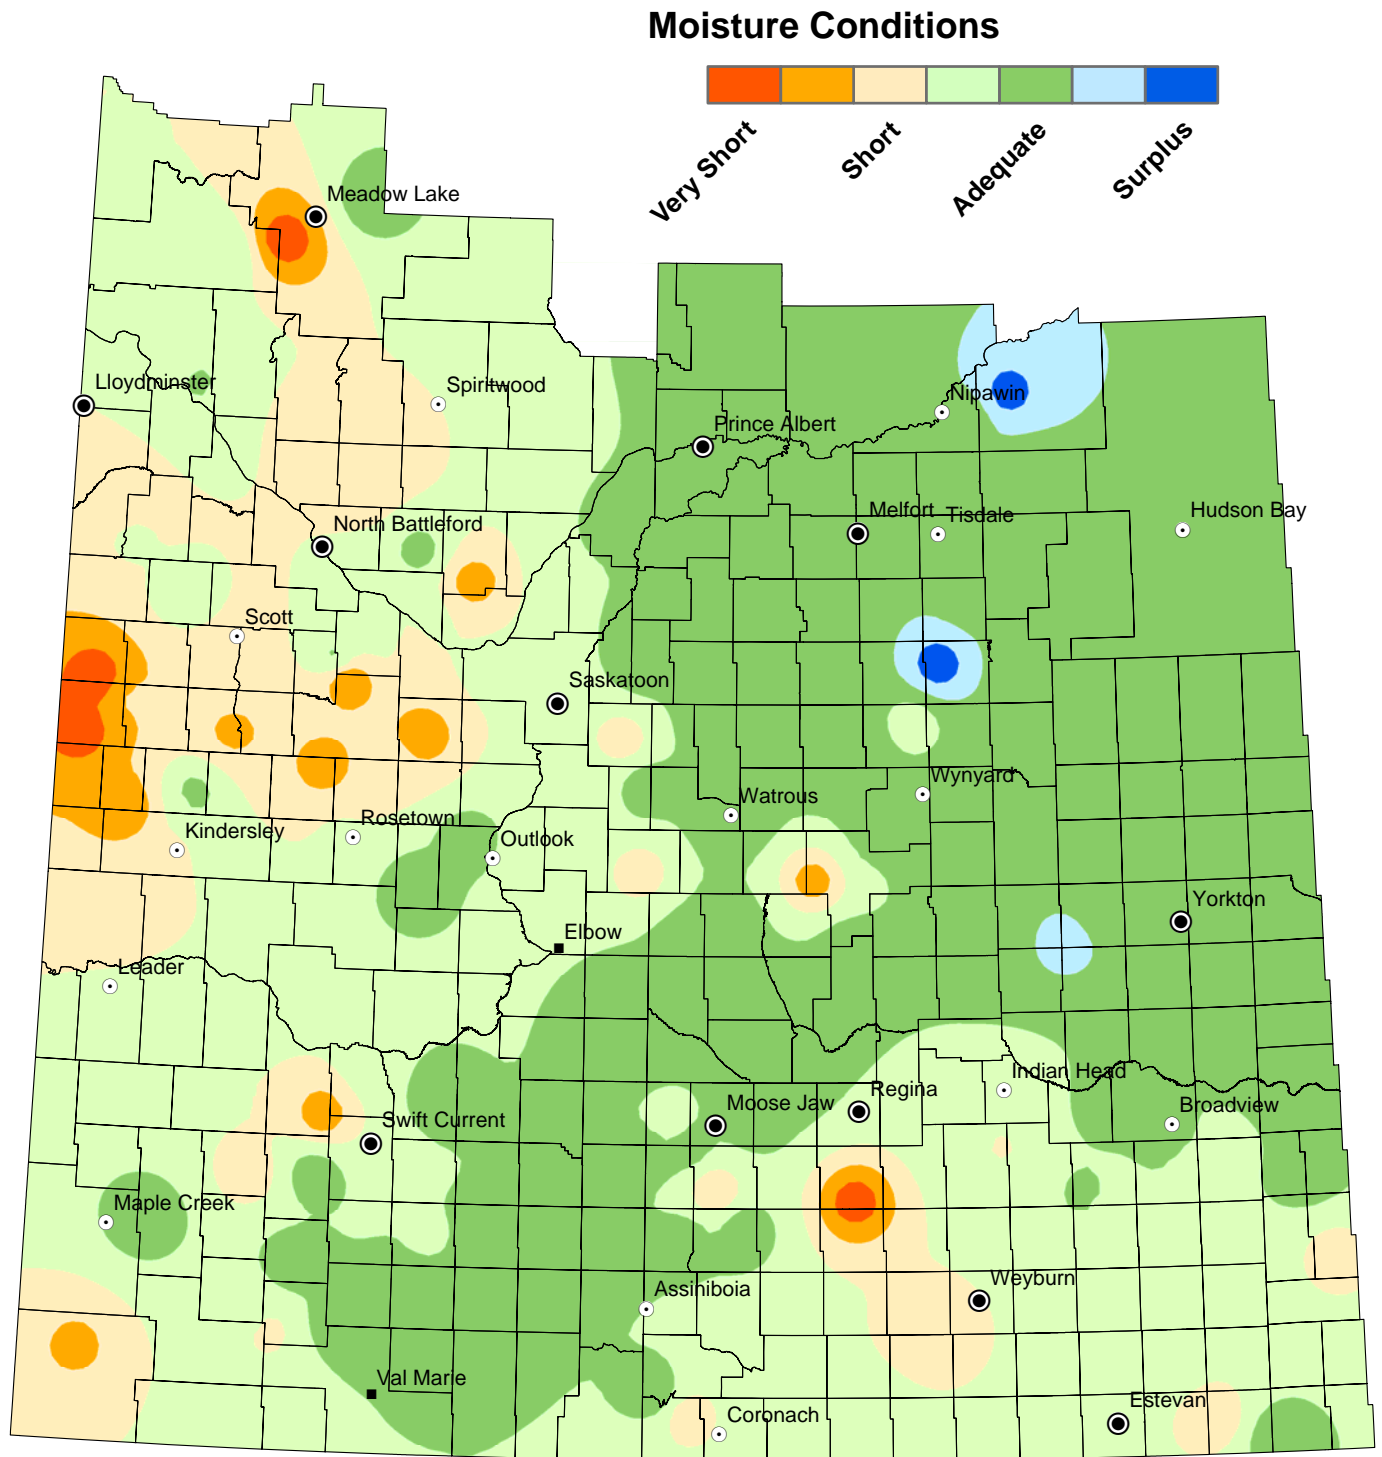 Moisture Conditions
Very Short
Short
Adequate
Surplus
Meadow Lake
Lloydminster
Spiritwood
Nipawin
Prince Albert
North Battleford
Melfort
Tisdale
Hudson Bay
Scott
Saskatoon
Wynyard
Watrous
Rosetown
Kindersley
Outlook
Yorkton
Elbow
Leader
Indian Head
Regina
Moose Jaw
Broadview
Swift Current
Maple Creek
Weyburn
Assiniboia
Val Marie
Estevan
Coronach